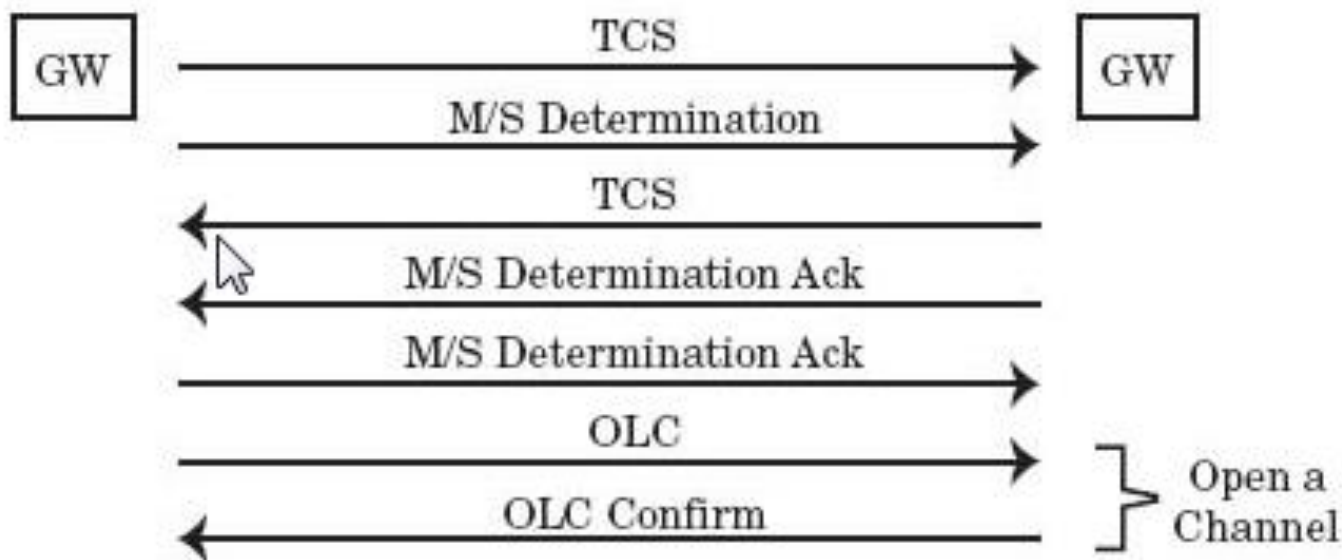 GW
TCS
GW
M/S Determination
TCS
M/S Determination Ack
M/S Determination Ack
OLC
OLC Confirm
Open a
Channel